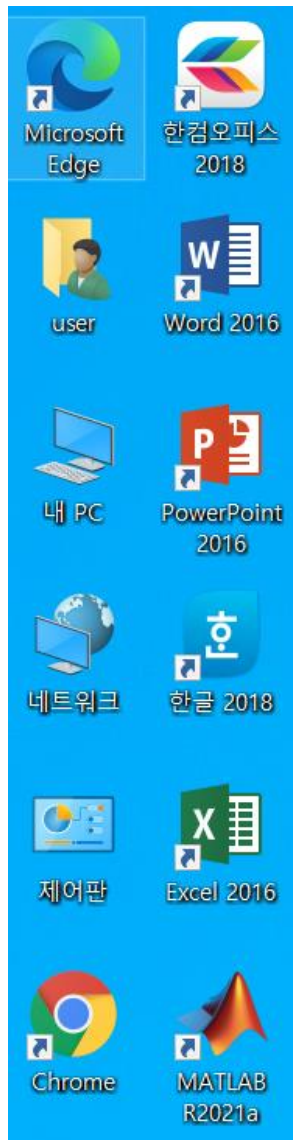 Microsoft
Edge
한컴오피스
2018
user
Word 2016
내 PC
PowerPoint
2016
네트워크
한글 2018
제어판
Excel 2016
Chrome
MATLAB
R2021a